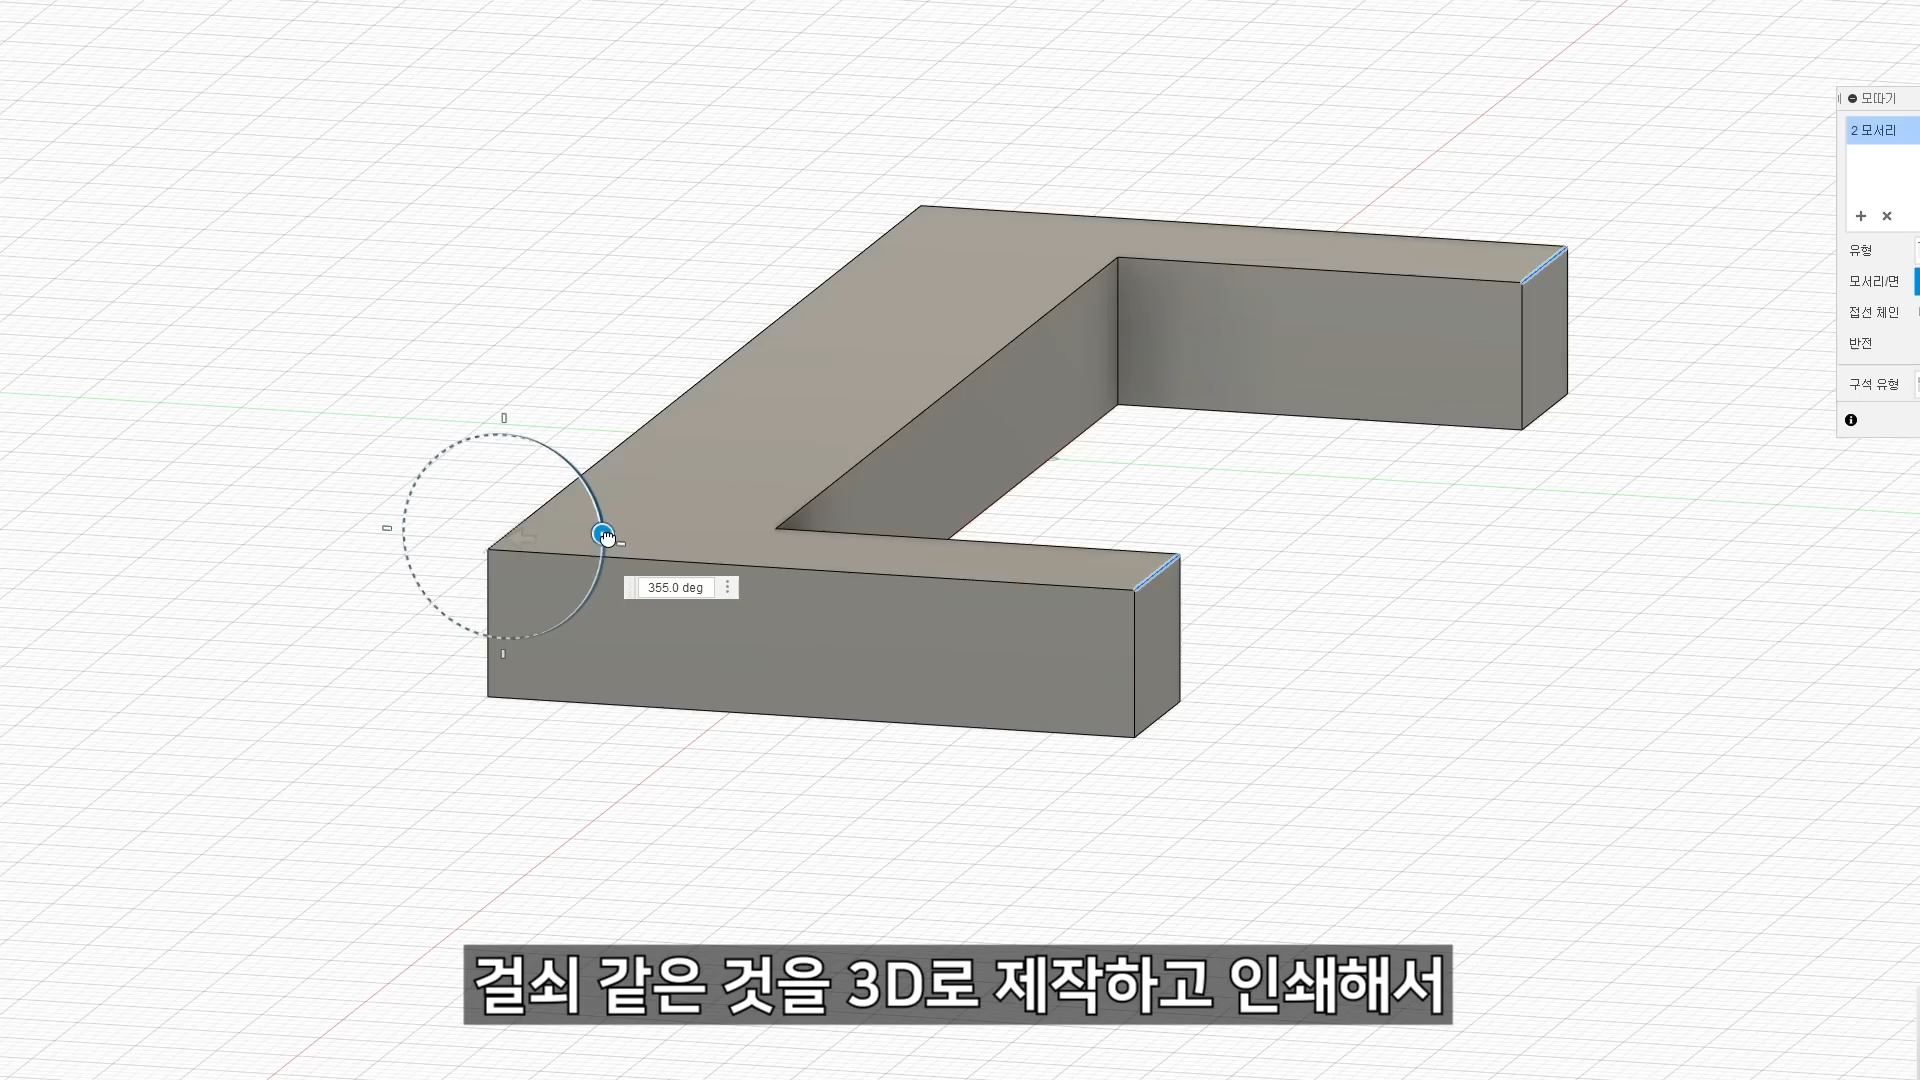 모따기
2 모서리
유형
모서리/면
접선 체인
반전
구석 유형
355.0 deg
걸쇠 같은 것을 3D로 제작하고 인쇄해서